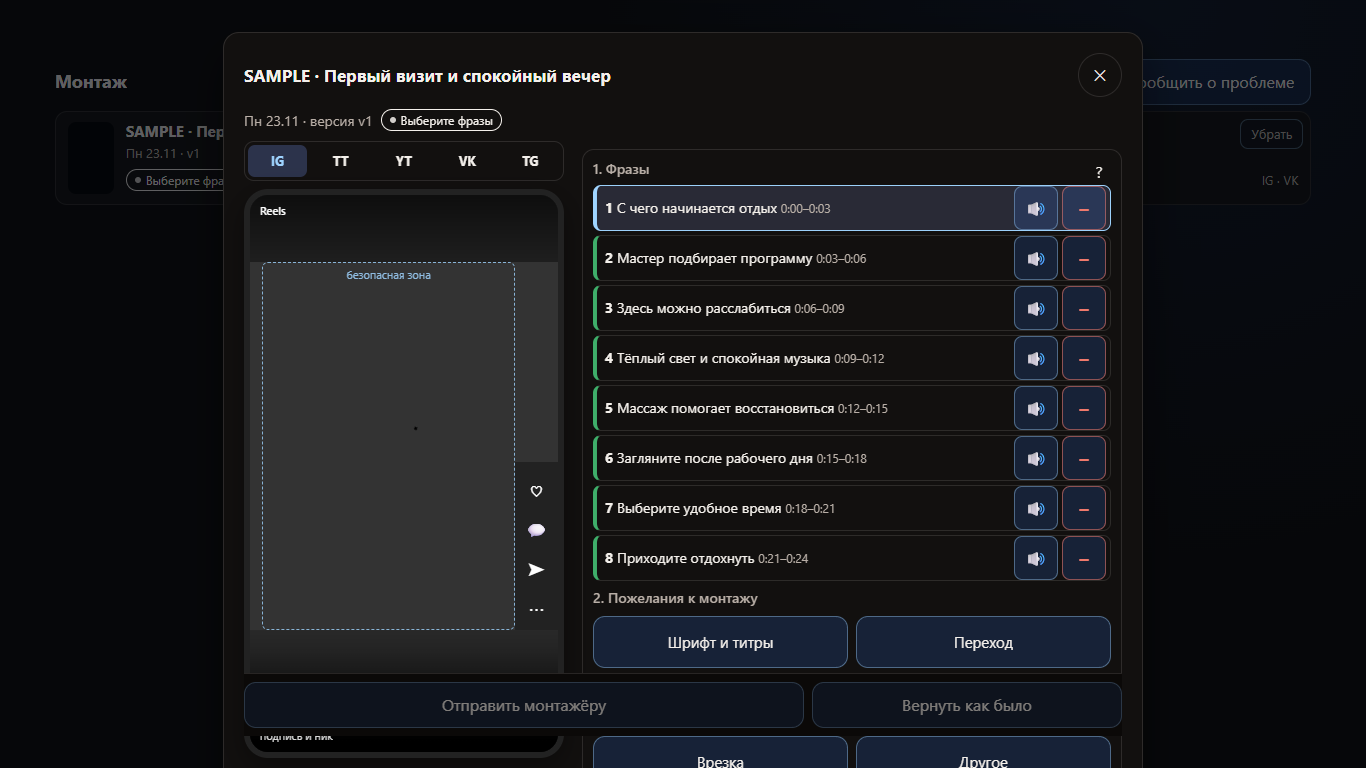 Монтаж
ообщить о проблеме
SAMPLE · Пер
Пн 23.11 · v1
Выберите фра
Убрать
IG · VK
SAMPLE · Первый визит и спокойный вечер
Пн 23.11 · версия v1
Выберите фразы
IG TT YT VK TG
Reels
безопасная зона
подпись и ник
1. Фразы ?
1 С чего начинается отдых 0:00–0:03
2 Мастер подбирает программу 0:03–0:06
3 Здесь можно расслабиться 0:06–0:09
4 Тёплый свет и спокойная музыка 0:09–0:12
5 Массаж помогает восстановиться 0:12–0:15
6 Загляните после рабочего дня 0:15–0:18
7 Выберите удобное время 0:18–0:21
8 Приходите отдохнуть 0:21–0:24
2. Пожелания к монтажу
Шрифт и титры
Переход
Отправить монтажёру
Вернуть как было
Врезка
Другое